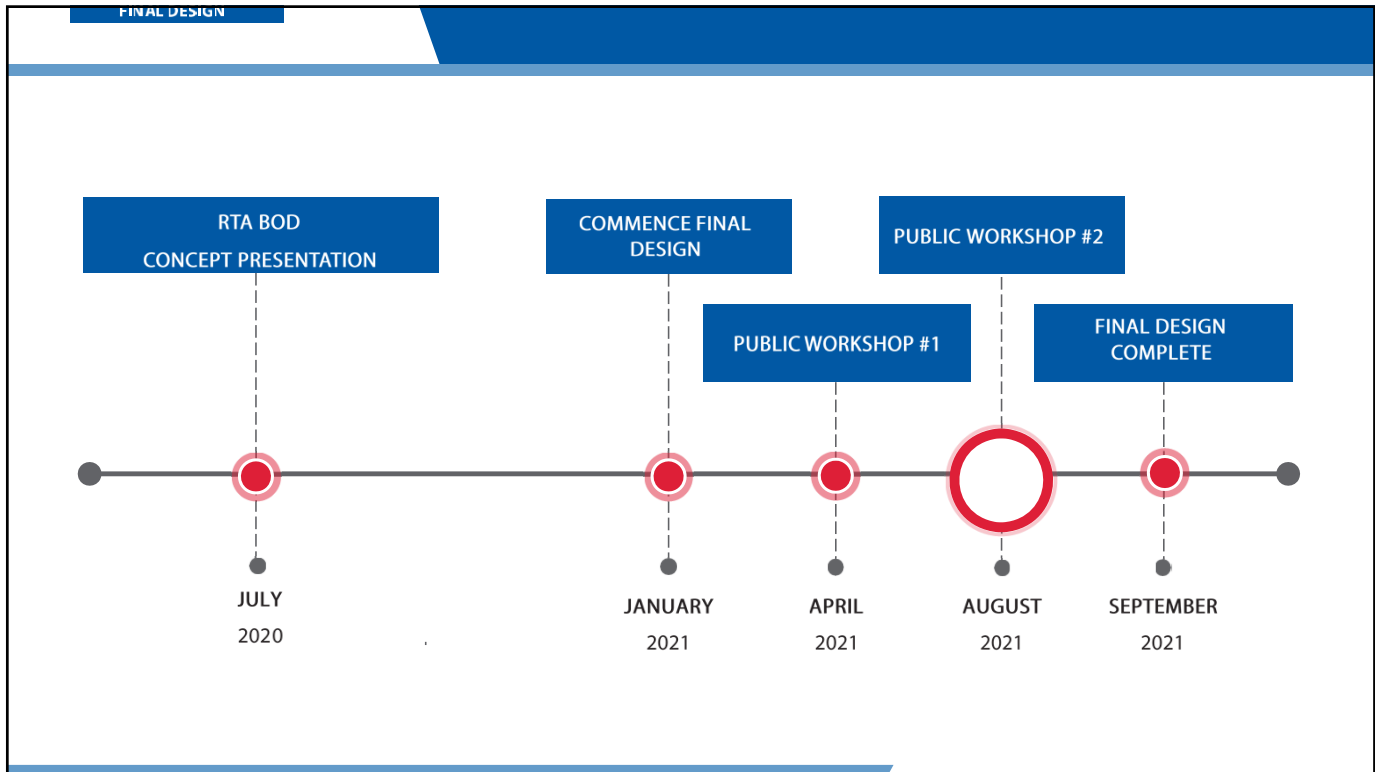 FINAL DESIGN
RTA BOD
CONCEPT PRESENTATION
COMMENCE FINAL
DESIGN
PUBLIC WORKSHOP #2
PUBLIC WORKSHOP #1
FINAL DESIGN
COMPLETE
JULY
2020
JANUARY
2021
APRIL
2021
AUGUST
2021
SEPTEMBER
2021